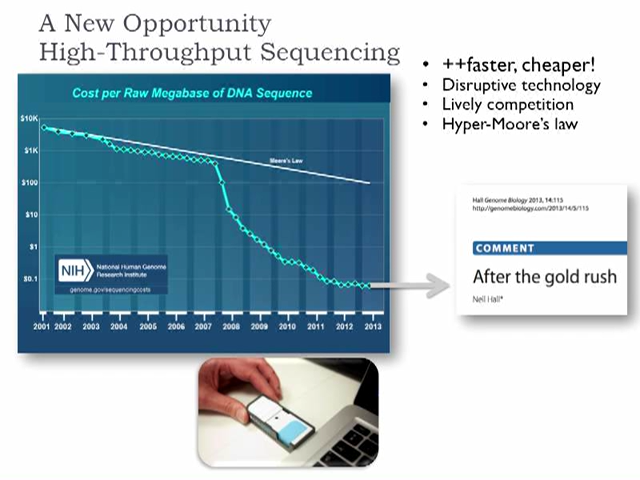 A New Opportunity
High-Throughput Sequencing
• ++faster, cheaper!
• Disruptive technology
• Lively competition
• Hyper-Moore's law
Cost per Raw Megabase of DNA Sequence
$10K
$1K
$100
$10
$1
$0.1
Moore's Law
NIH
National Human Genome
Research Institute
genome.gov/sequencingcosts
2001 2002 2003 2004 2005 2006 2007 2008 2009 2010 2011 2012 2013
Hall Genome Biology 2013, 14:115
http://genomebiology.com/2013/14/5/115
COMMENT
After the gold rush
Neil Hall*